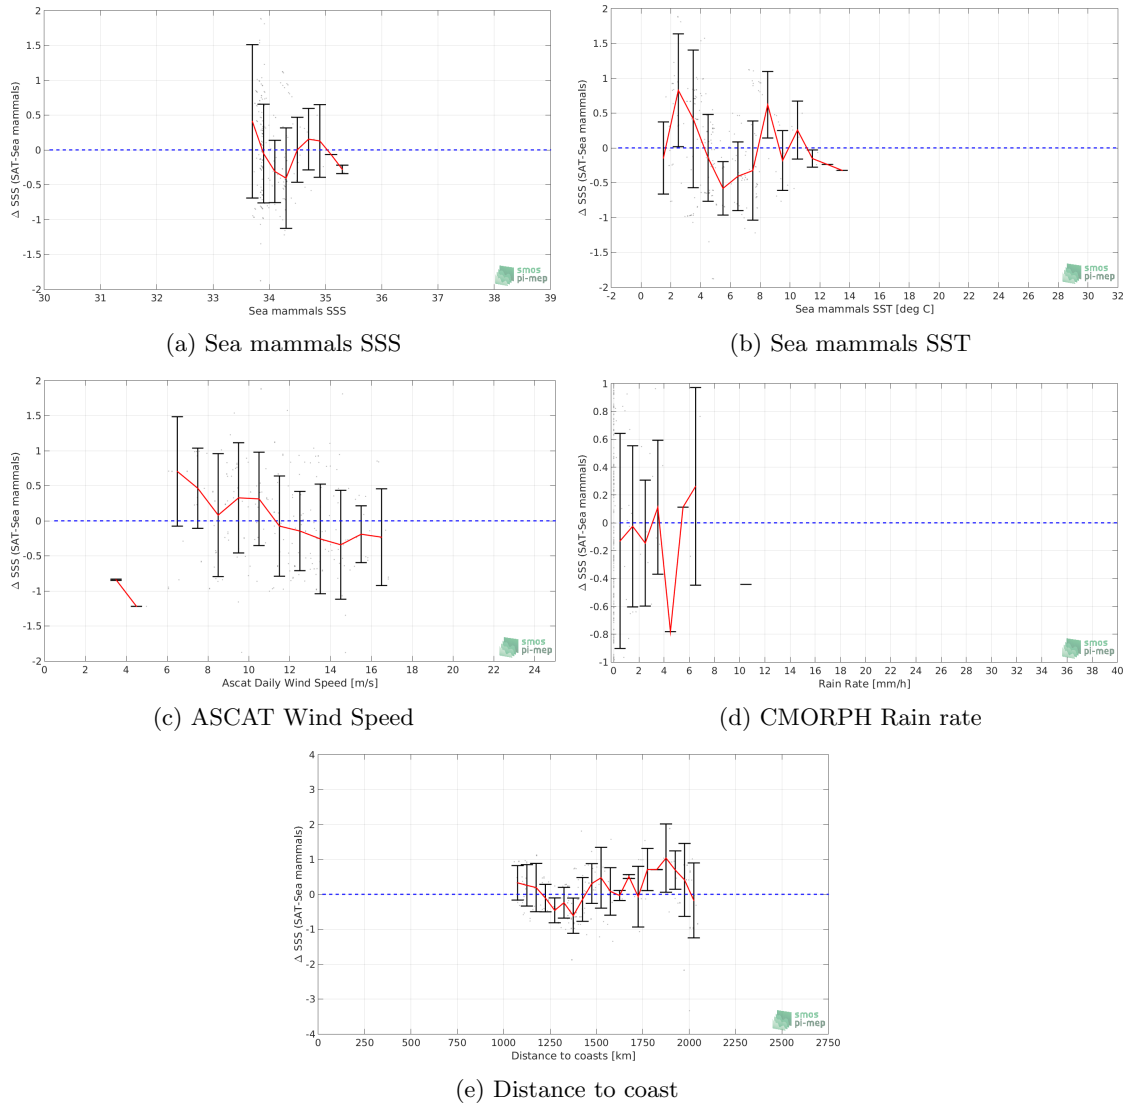 2
1.5
1
0.5
0
-0.5
-1
-1.5
-2
Δ SSS (SAT-Sea mammals)
30 31 32 33 34 35 36 37 38 39
Sea mammals SSS
smos
pi-mep
(a) Sea mammals SSS
2
1.5
1
0.5
0
-0.5
-1
-1.5
-2
Δ SSS (SAT-Sea mammals)
-2 0 2 4 6 8 10 12 14 16 18 20 22 24 26 28 30 32
Sea mammals SST [deg C]
smos
pi-mep
(b) Sea mammals SST
2
1.5
1
0.5
0
-0.5
-1
-1.5
-2
Δ SSS (SAT-Sea mammals)
0 2 4 6 8 10 12 14 16 18 20 22 24
Ascat Daily Wind Speed [m/s]
smos
pi-mep
(c) ASCAT Wind Speed
1
0.8
0.6
0.4
0.2
0
-0.2
-0.4
-0.6
-0.8
-1
Δ SSS (SAT-Sea mammals)
0 2 4 6 8 10 12 14 16 18 20 22 24 26 28 30 32 34 36 38 40
Rain Rate [mm/h]
smos
pi-mep
(d) CMORPH Rain rate
4
3
2
1
0
-1
-2
-3
-4
Δ SSS (SAT-Sea mammals)
0 250 500 750 1000 1250 1500 1750 2000 2250 2500 2750
Distance to coasts [km]
smos
pi-mep
(e) Distance to coast